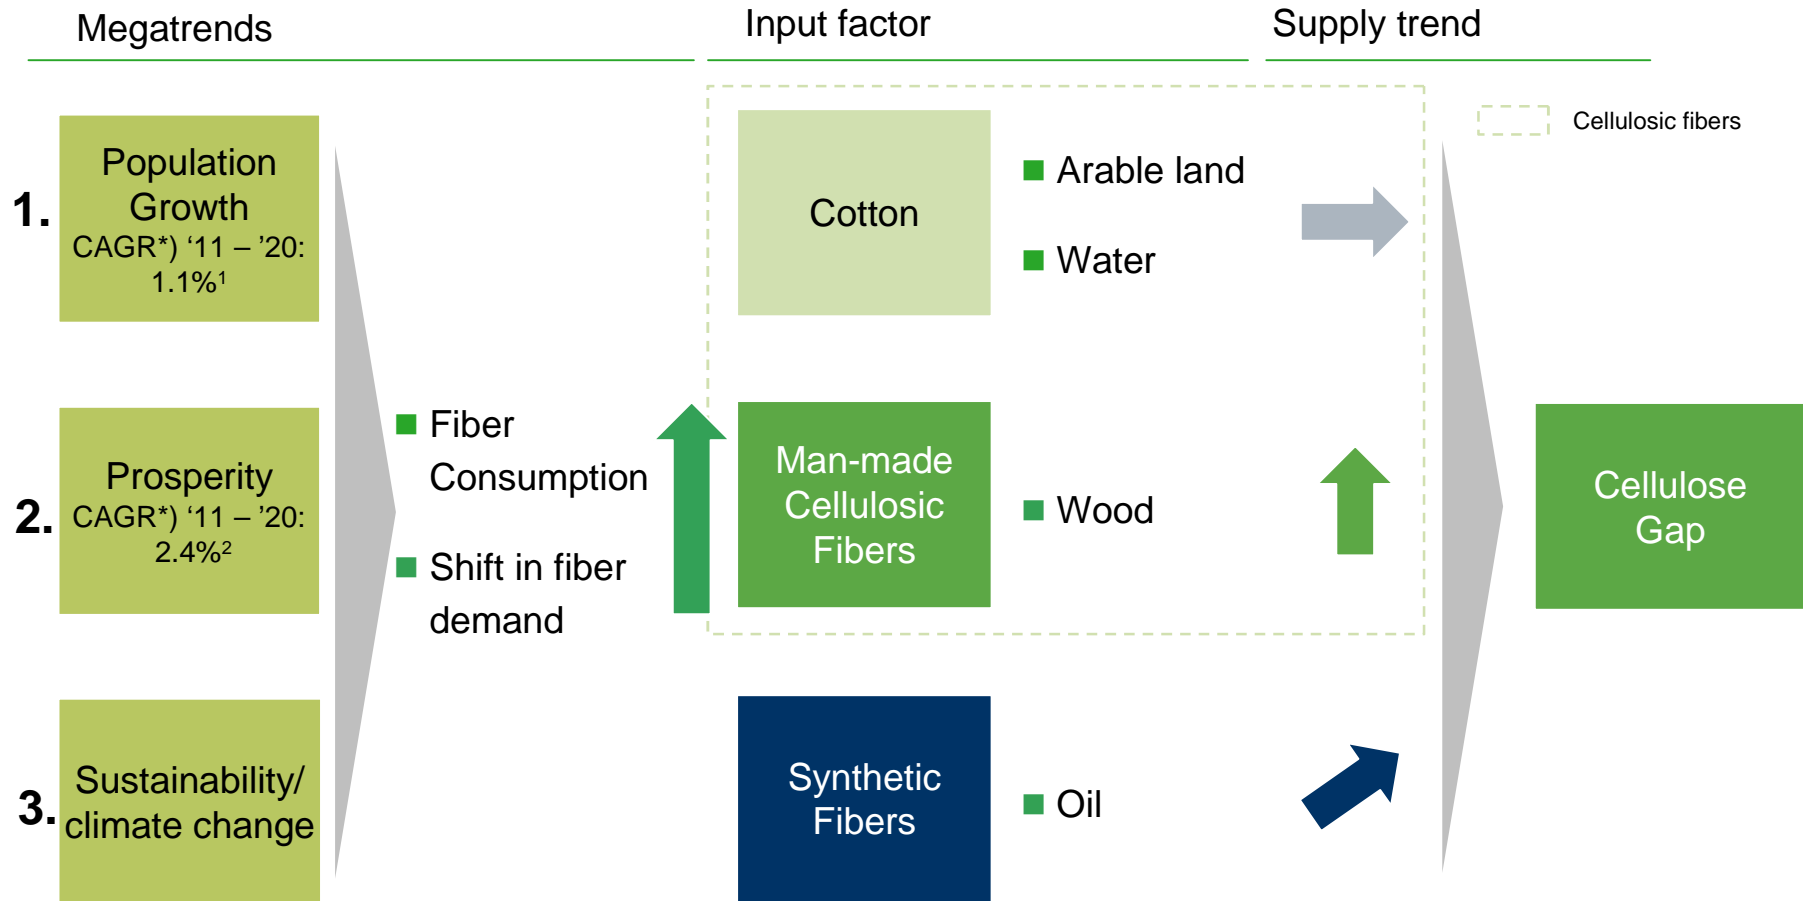 Megatrends
Input factor
Supply trend
Cellulosic fibers
1.
Population
Growth
CAGR*) ‘11 – ’20:
1.1%¹
2.
Prosperity
CAGR*) ‘11 – ’20:
2.4%²
3.
Sustainability/
climate change
Fiber
Consumption
Shift in fiber
demand
Cotton
Arable land
Water
Man-made
Cellulosic
Fibers
Wood
Synthetic
Fibers
Oil
Cellulose
Gap